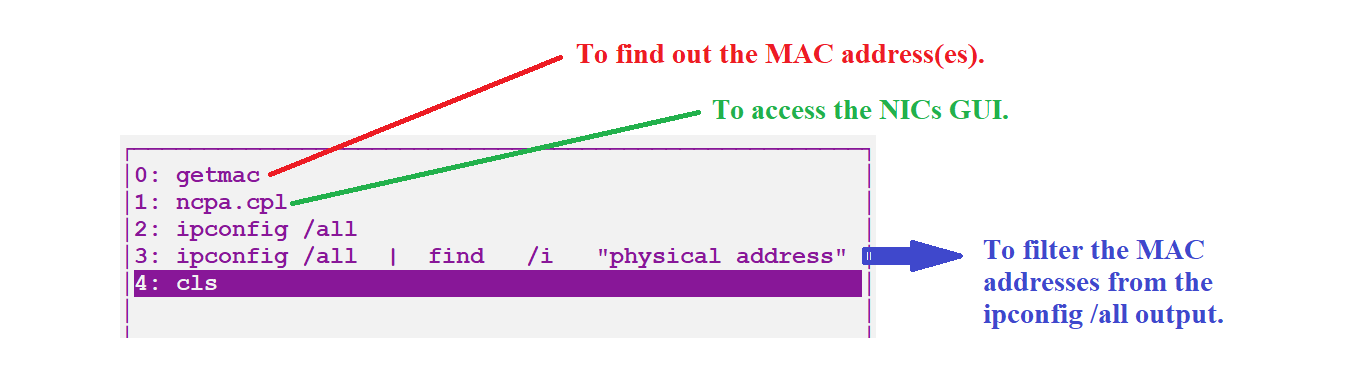 To find out the MAC address(es).
To access the NICs GUI.
0: getmac
1: ncpa.cpl
2: ipconfig /all
3: ipconfig /all  |  find   /i   "physical address"
4: cls
To filter the MAC
addresses from the
ipconfig /all output.